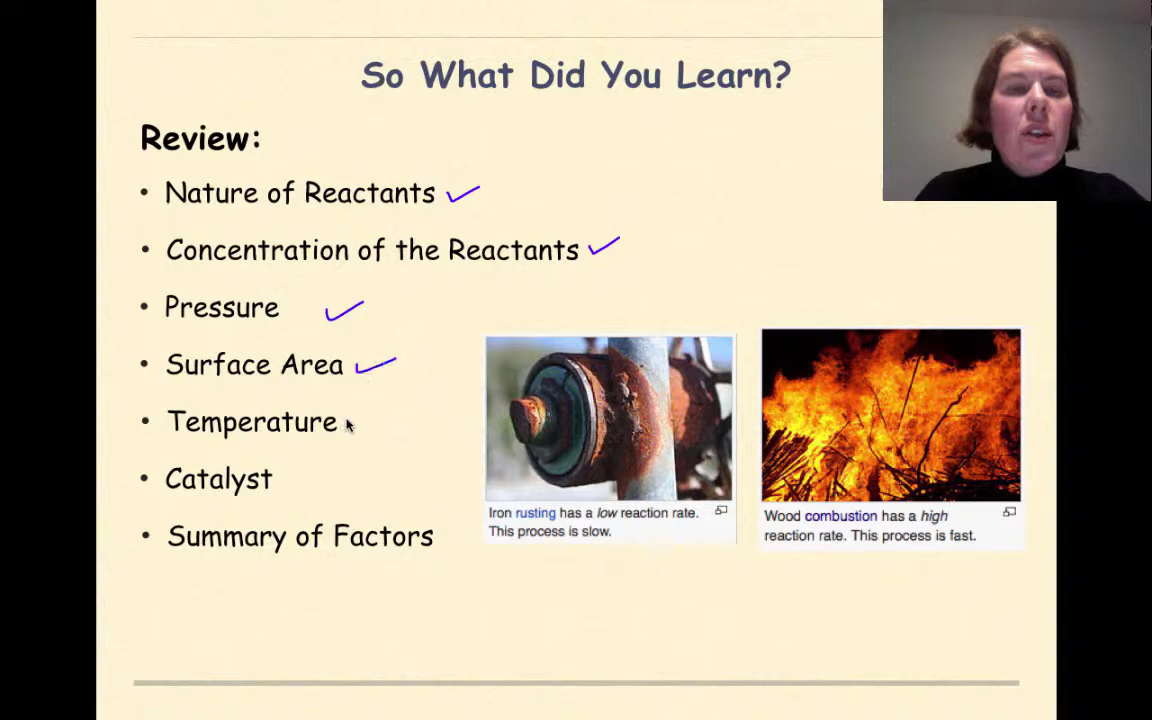 So What Did You Learn?
Review:
• Nature of Reactants
• Concentration of the Reactants
• Pressure
• Surface Area
• Temperature
• Catalyst
• Summary of Factors
Iron rusting has a low reaction rate.
This process is slow.
Wood combustion has a high
reaction rate. This process is fast.